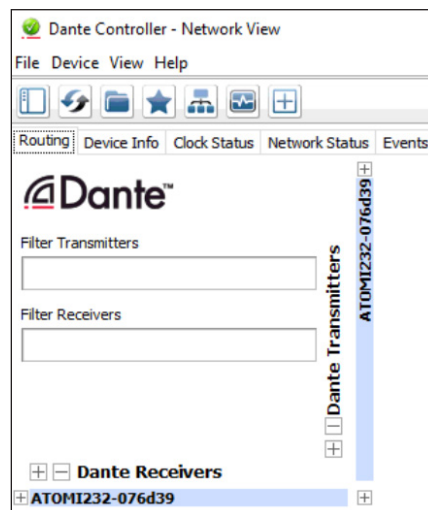 Dante Controller - Network View
File Device View Help
Routing Device Info Clock Status Network Status Events
Dante™
Filter Transmitters
Filter Receivers
Dante Transmitters
ATOMI232-076d39
Dante Receivers
ATOMI232-076d39